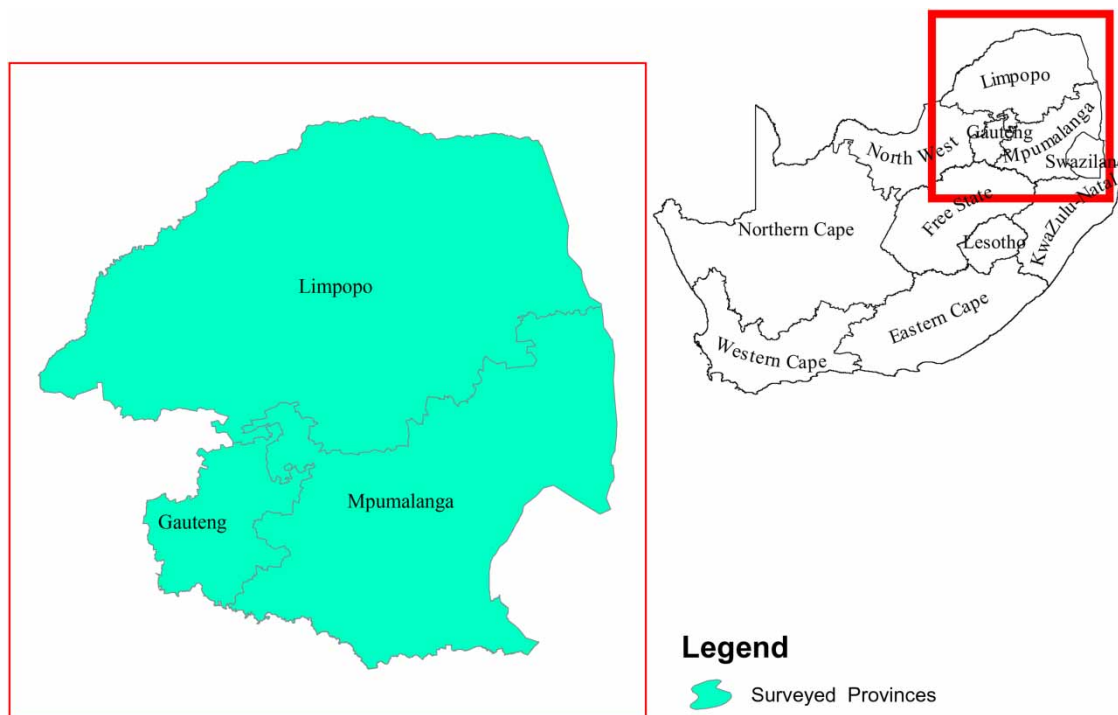 Limpopo
Mpumalanga
Gauteng
Limpopo
Gauteng
Mpumalanga
North West
Swaziland
Free State
KwaZulu-Natal
Northern Cape
Lesotho
Eastern Cape
Western Cape
Legend
Surveyed Provinces